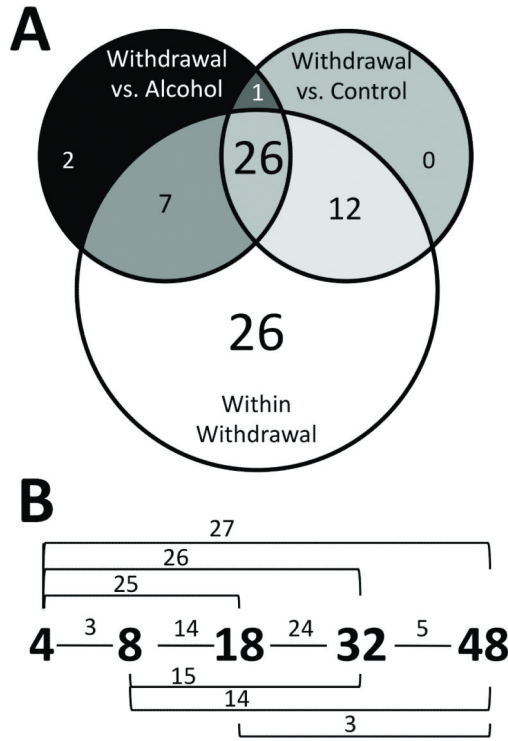 A
Withdrawal
vs. Alcohol
Withdrawal
vs. Control
1
2
26
0
7
12
26
Within
Withdrawal
B
27
26
25
4 3 8 14 18 24 32 5 48
15
14
3